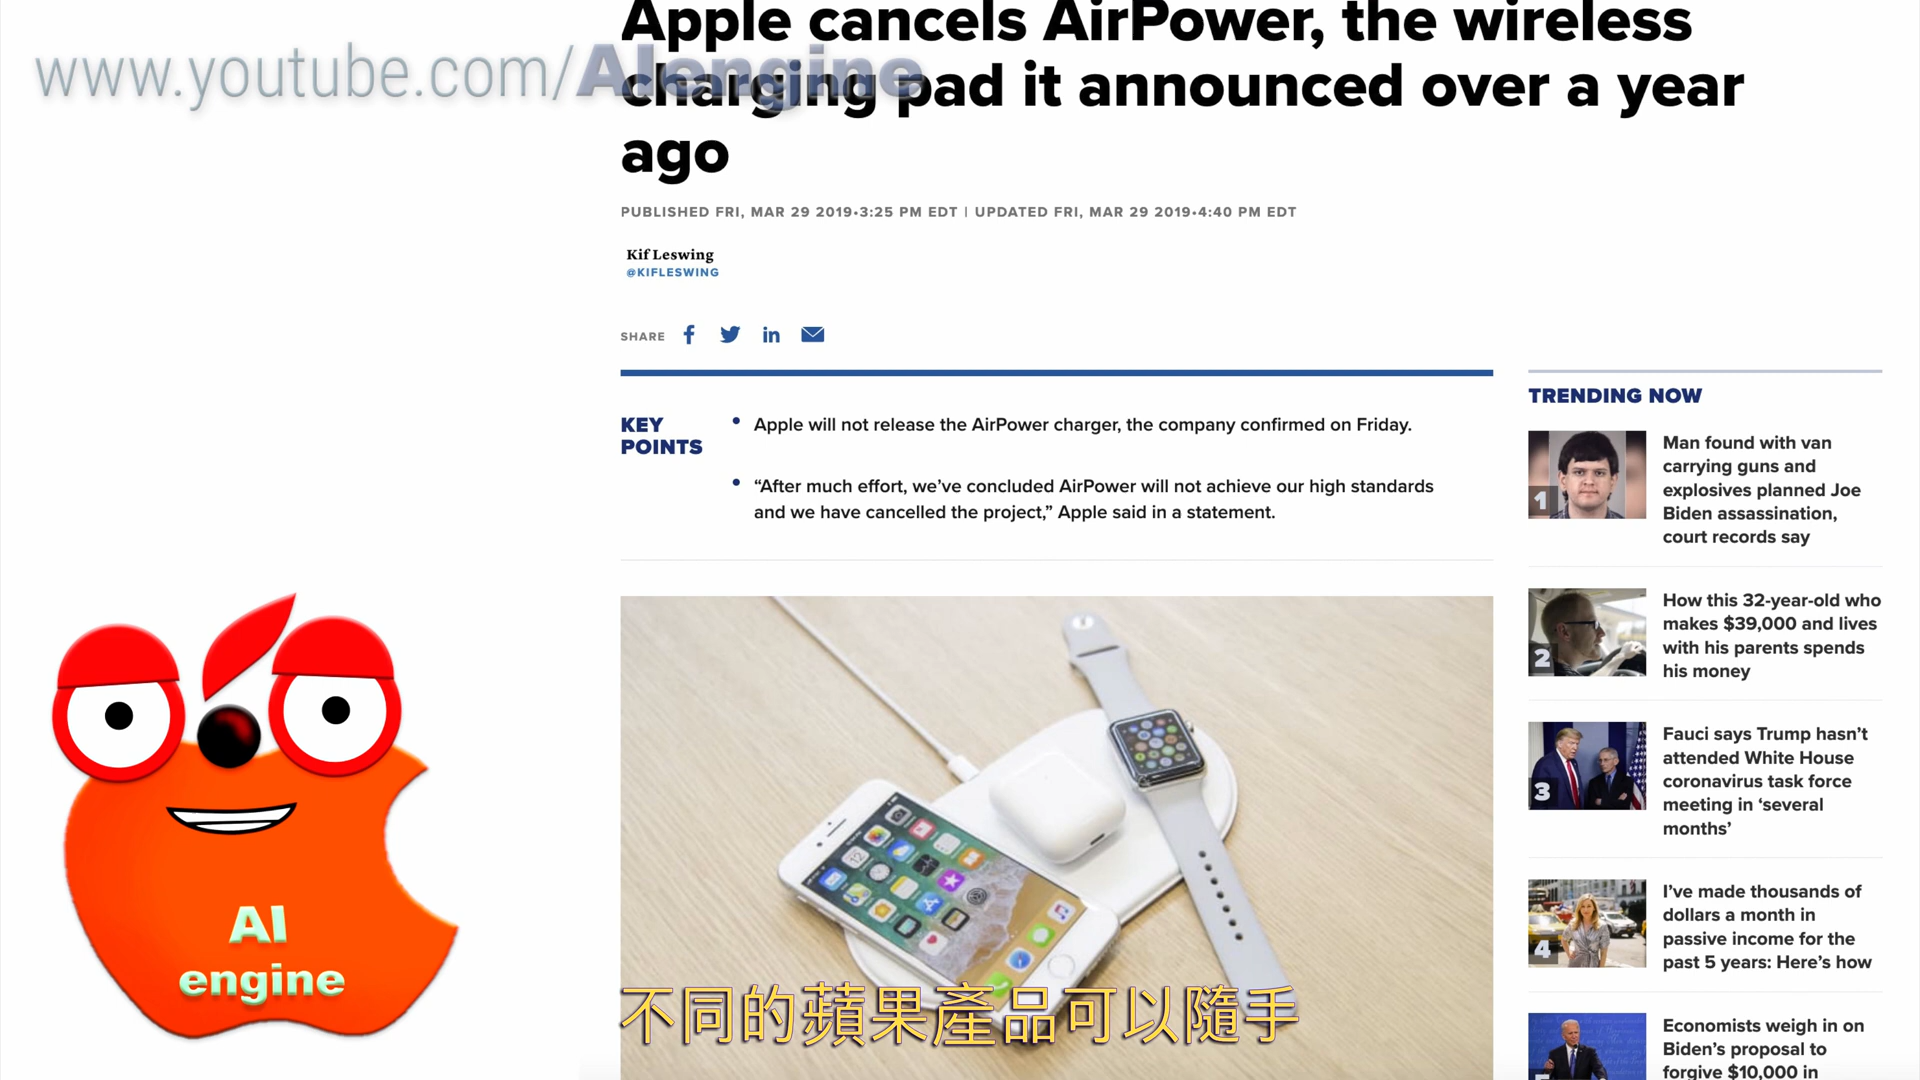 Apple cancels AirPower, the wireless
www.youtube.com/AIengine
charging pad it announced over a year
ago
PUBLISHED FRI, MAR 29 2019•3:25 PM EDT | UPDATED FRI, MAR 29 2019•4:40 PM EDT
Kif Leswing
@KIFLESWING
SHARE
KEY
POINTS
• Apple will not release the AirPower charger, the company confirmed on Friday.
• “After much effort, we’ve concluded AirPower will not achieve our high standards
and we have cancelled the project,” Apple said in a statement.
TRENDING NOW
1
Man found with van
carrying guns and
explosives planned Joe
Biden assassination,
court records say
2
How this 32-year-old who
makes $39,000 and lives
with his parents spends
his money
3
Fauci says Trump hasn’t
attended White House
coronavirus task force
meeting in ‘several
months’
4
I’ve made thousands of
dollars a month in
passive income for the
past 5 years: Here’s how
Economists weigh in on
Biden’s proposal to
forgive $10,000 in
AI
engine
不同的蘋果產品可以隨手